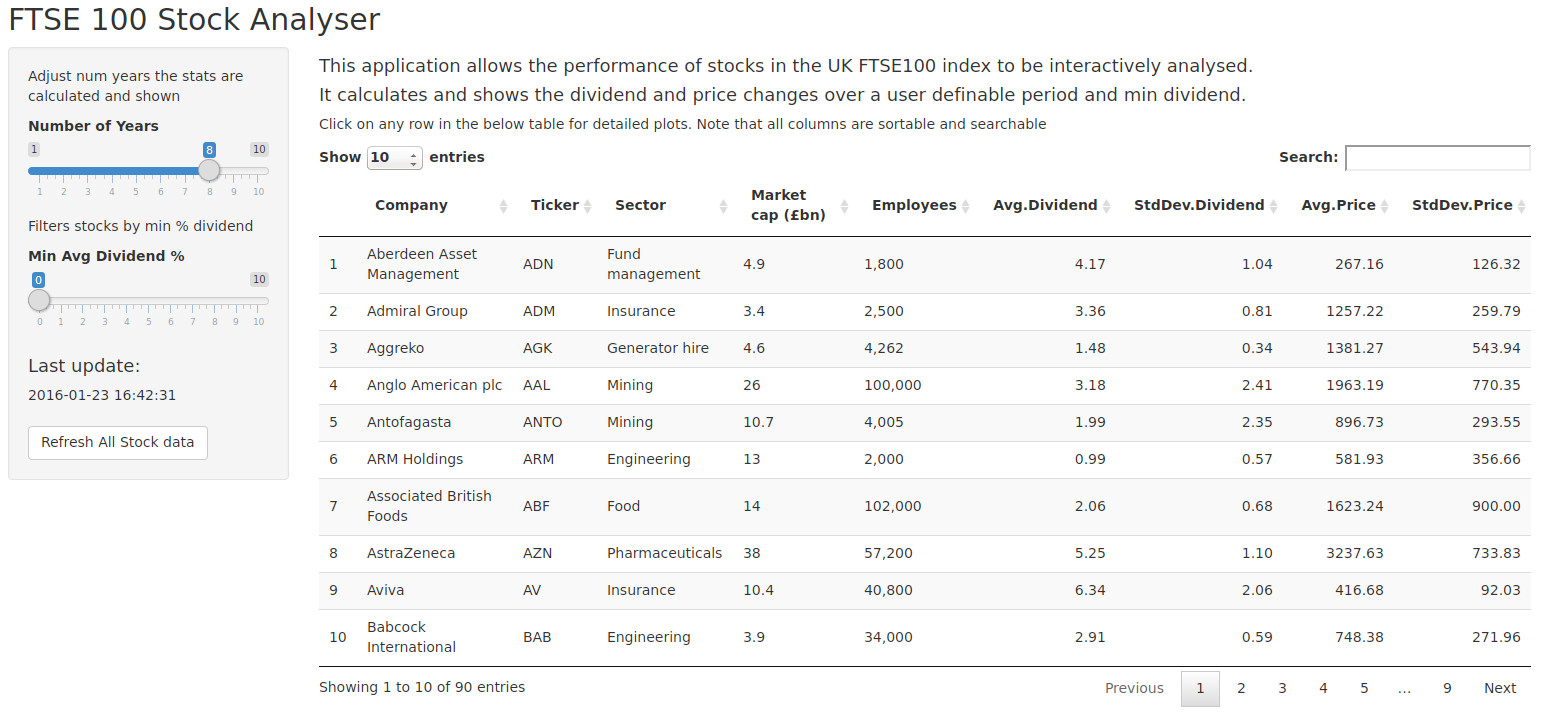 FTSE 100 Stock Analyser
Adjust num years the stats are
calculated and shown
Number of Years
1 8 10
1 2 3 4 5 6 7 8 9 10
Filters stocks by min % dividend
Min Avg Dividend %
0 10
0 1 2 3 4 5 6 7 8 9 10
Last update:
2016-01-23 16:42:31
Refresh All Stock data
This application allows the performance of stocks in the UK FTSE100 index to be interactively analysed.
It calculates and shows the dividend and price changes over a user definable period and min dividend.
Click on any row in the below table for detailed plots. Note that all columns are sortable and searchable
Show 10 entries Search:
Company Ticker Sector Market cap (£bn) Employees Avg.Dividend StdDev.Dividend Avg.Price StdDev.Price
1 Aberdeen Asset Management ADN Fund management 4.9 1,800 4.17 1.04 267.16 126.32
2 Admiral Group ADM Insurance 3.4 2,500 3.36 0.81 1257.22 259.79
3 Aggreko AGK Generator hire 4.6 4,262 1.48 0.34 1381.27 543.94
4 Anglo American plc AAL Mining 26 100,000 3.18 2.41 1963.19 770.35
5 Antofagasta ANTO Mining 10.7 4,005 1.99 2.35 896.73 293.55
6 ARM Holdings ARM Engineering 13 2,000 0.99 0.57 581.93 356.66
7 Associated British Foods ABF Food 14 102,000 2.06 0.68 1623.24 900.00
8 AstraZeneca AZN Pharmaceuticals 38 57,200 5.25 1.10 3237.63 733.83
9 Aviva AV Insurance 10.4 40,800 6.34 2.06 416.68 92.03
10 Babcock International BAB Engineering 3.9 34,000 2.91 0.59 748.38 271.96
Showing 1 to 10 of 90 entries Previous 1 2 3 4 5 … 9 Next